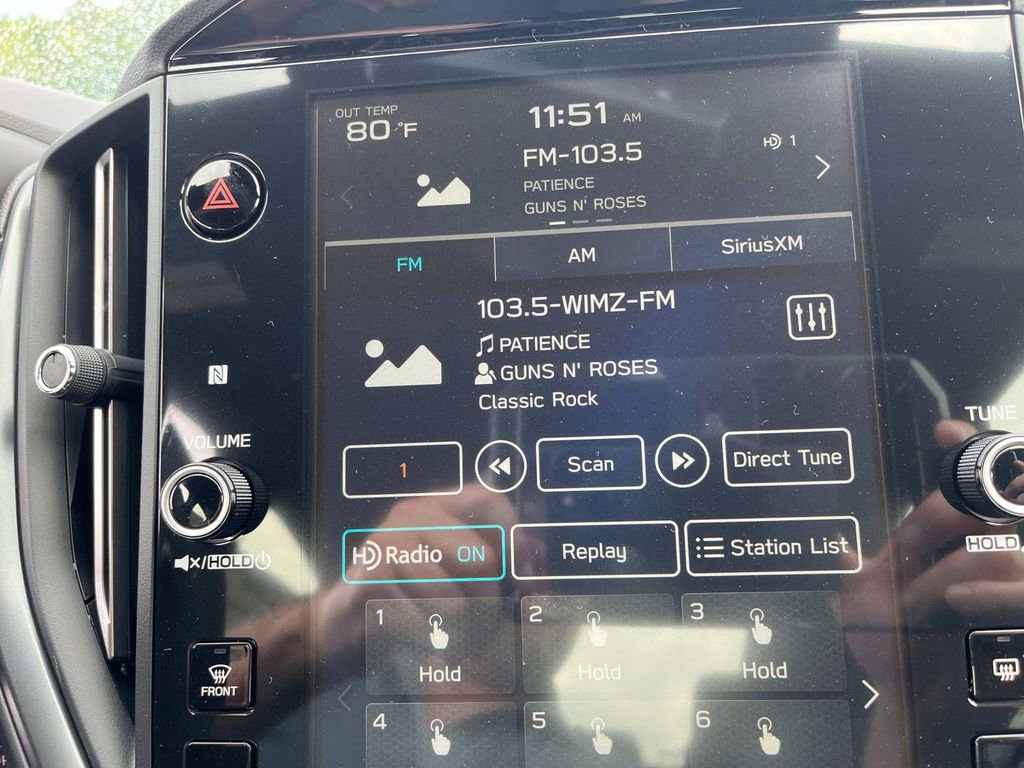 OUT TEMP
80 °F
11:51 AM
FM-103.5
HD 1
PATIENCE
GUNS N' ROSES
FM
AM
SiriusXM
103.5-WIMZ-FM
PATIENCE
GUNS N' ROSES
Classic Rock
1
Scan
Direct Tune
HD Radio ON
Replay
Station List
1
Hold
2
Hold
3
Hold
4
5
6
N
VOLUME
/HOLD
FRONT
TUNE
HOLD